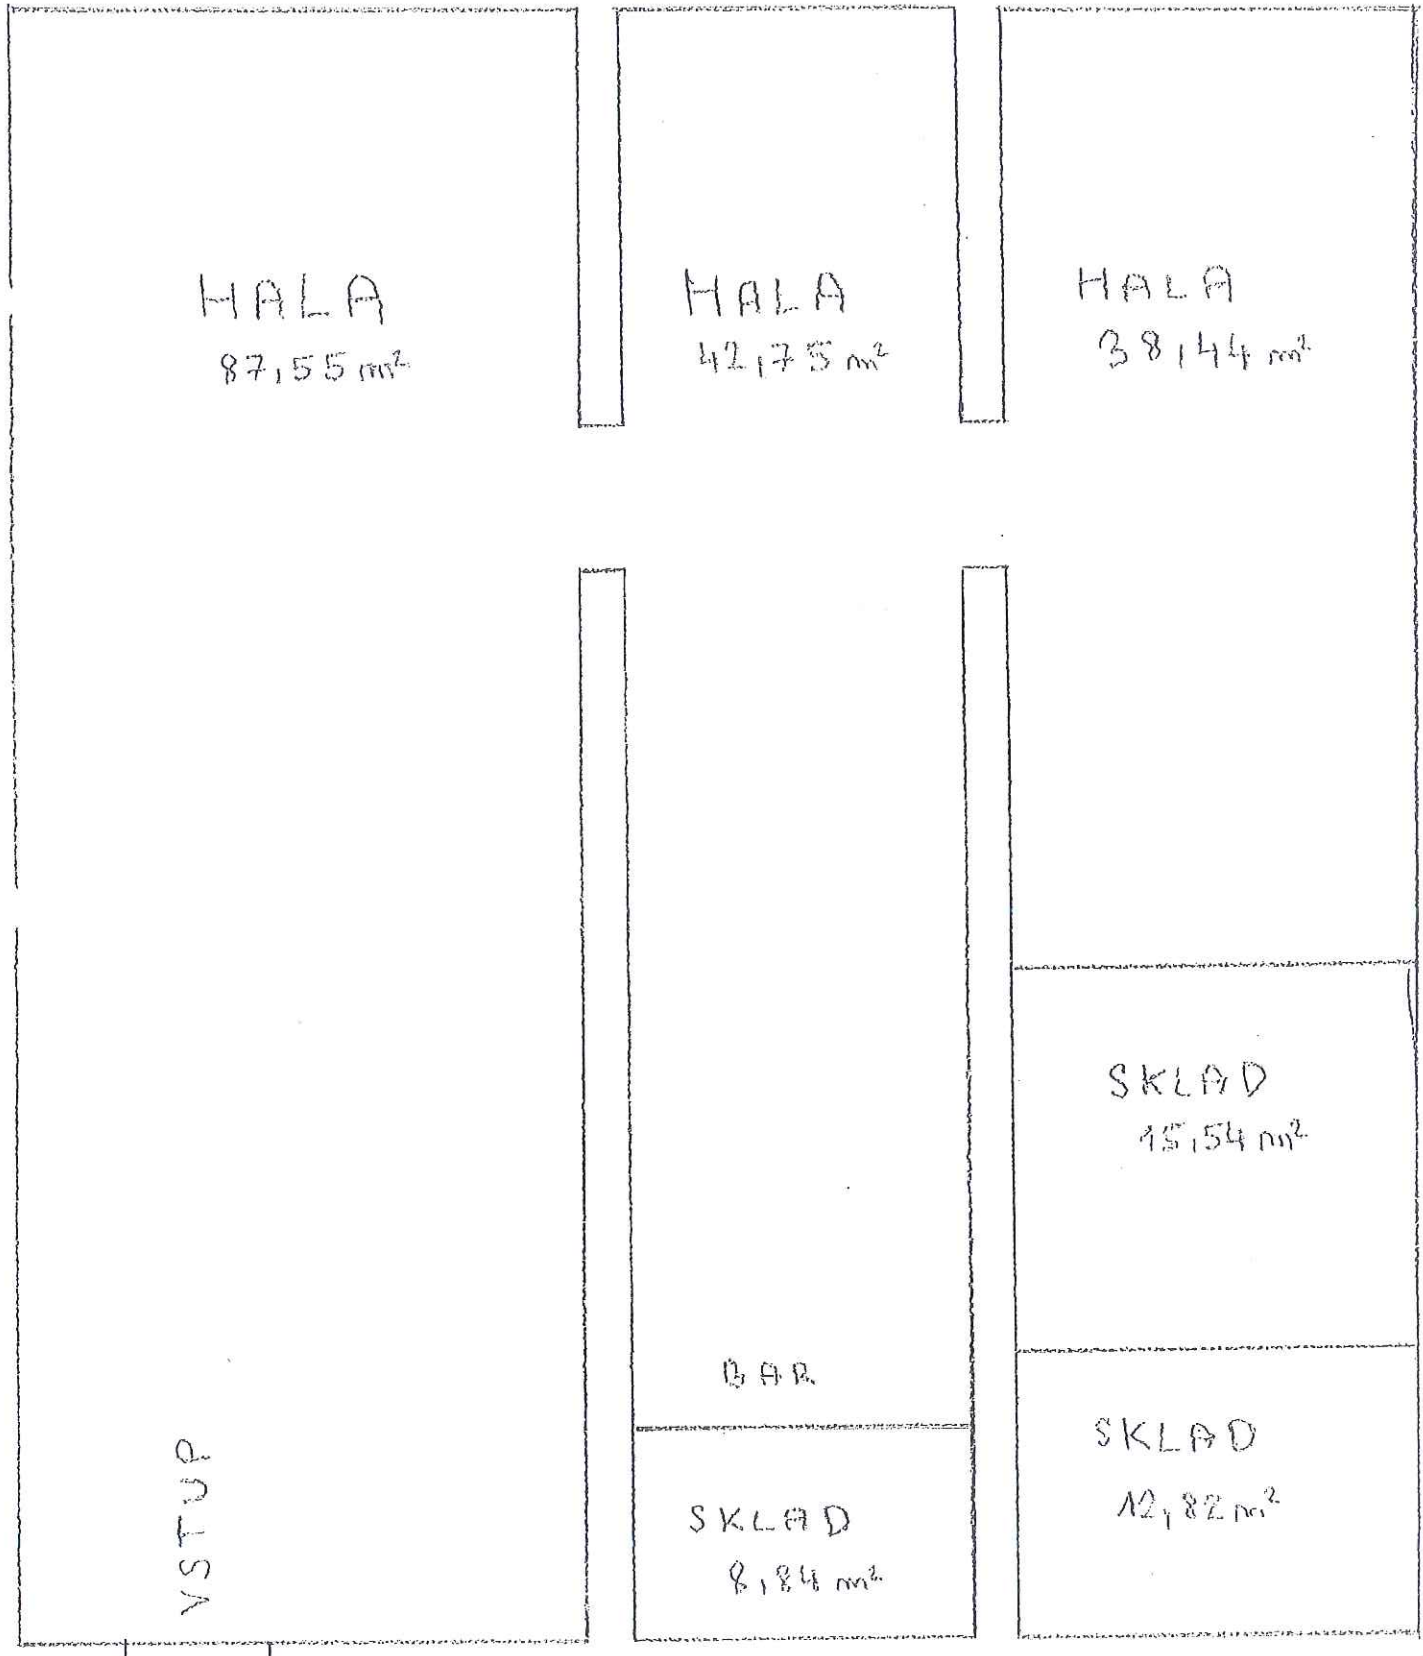 HALA
87,55 m²
HALA
42,75 m²
HALA
38,44 m²
SKLAD
15,54 m²
BAR
SKLAD
12,82 m²
SKLAD
8,84 m²
VSTUP